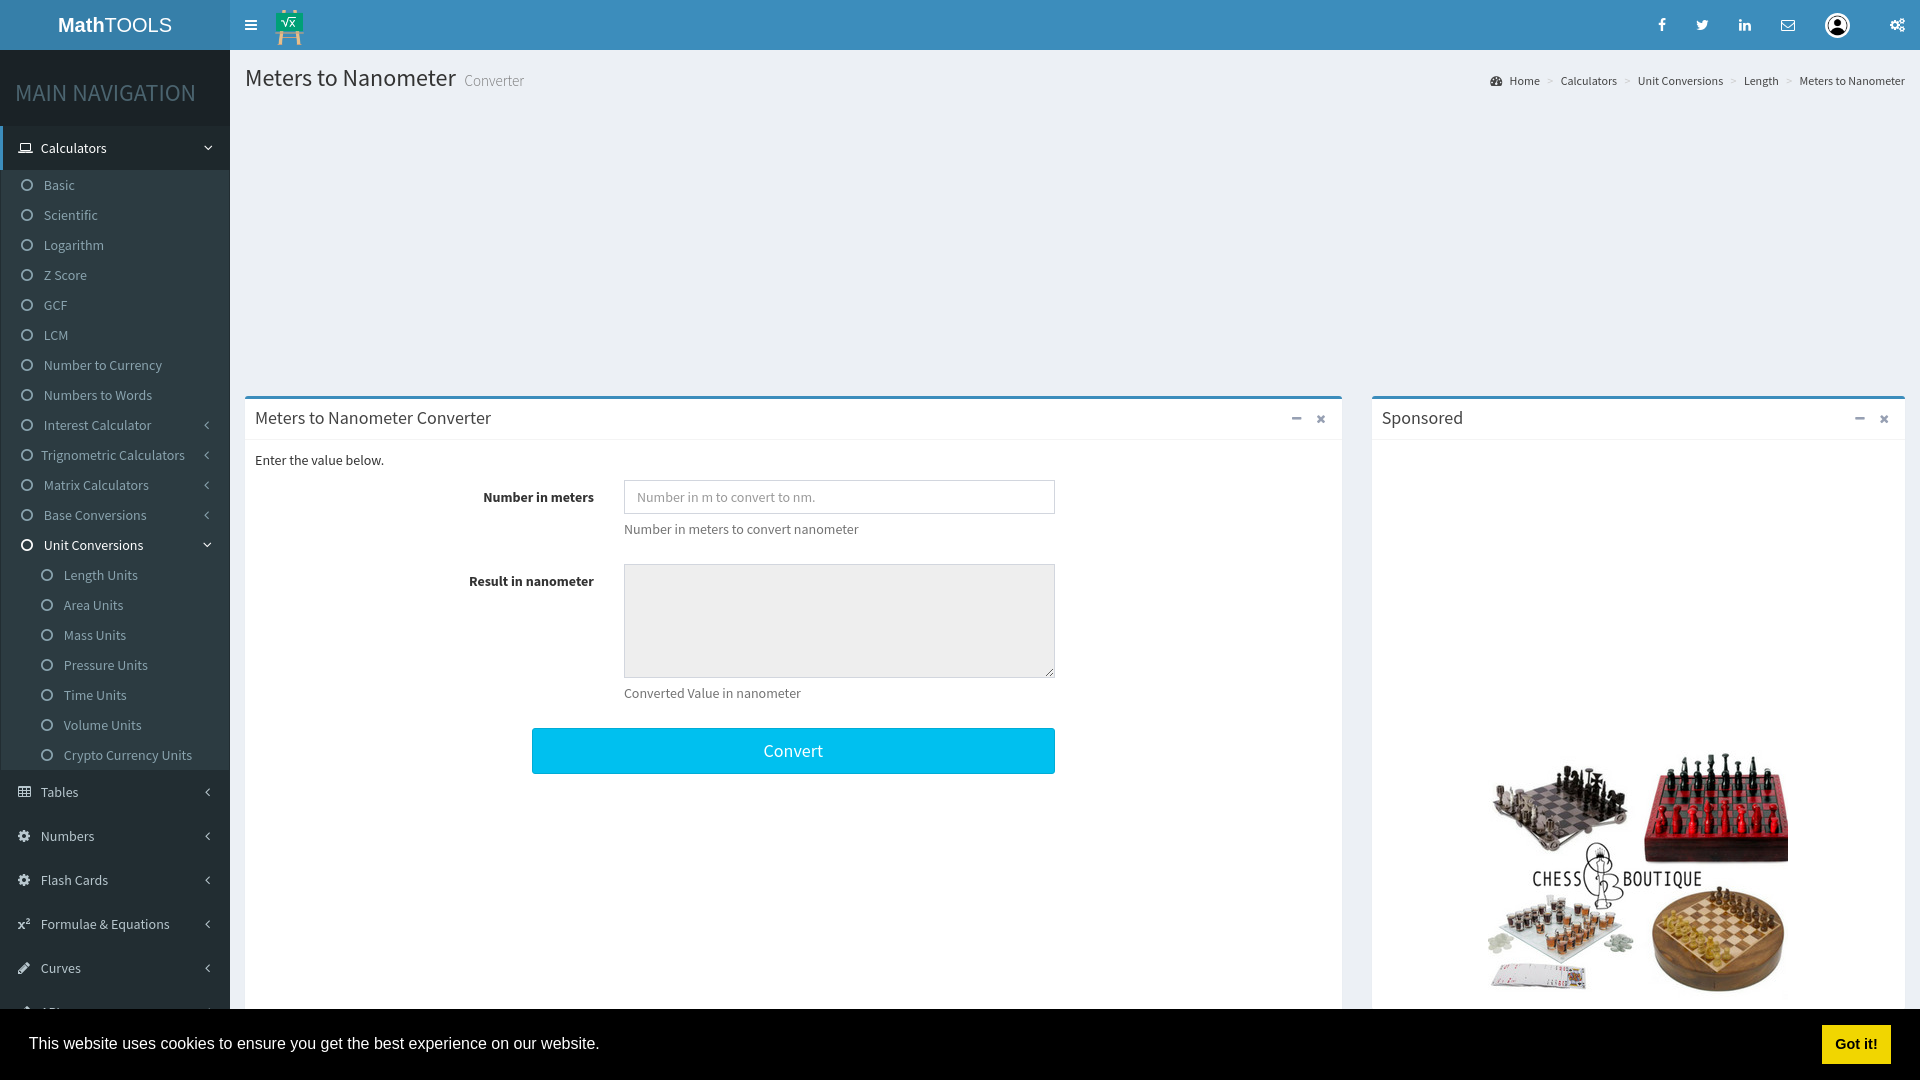 MathTOOLS
√x
MAIN NAVIGATION
Calculators
Basic
Scientific
Logarithm
Z Score
GCF
LCM
Number to Currency
Numbers to Words
Interest Calculator
Trignometric Calculators
Matrix Calculators
Base Conversions
Unit Conversions
Length Units
Area Units
Mass Units
Pressure Units
Time Units
Volume Units
Crypto Currency Units
Tables
Numbers
Flash Cards
x² Formulae & Equations
Curves
Meters to Nanometer Converter
Home > Calculators > Unit Conversions > Length > Meters to Nanometer
Meters to Nanometer Converter
Enter the value below.
Number in meters
Number in m to convert to nm.
Number in meters to convert nanometer
Result in nanometer
Converted Value in nanometer
Convert
Sponsored
CHESS BOUTIQUE
This website uses cookies to ensure you get the best experience on our website.
Got it!